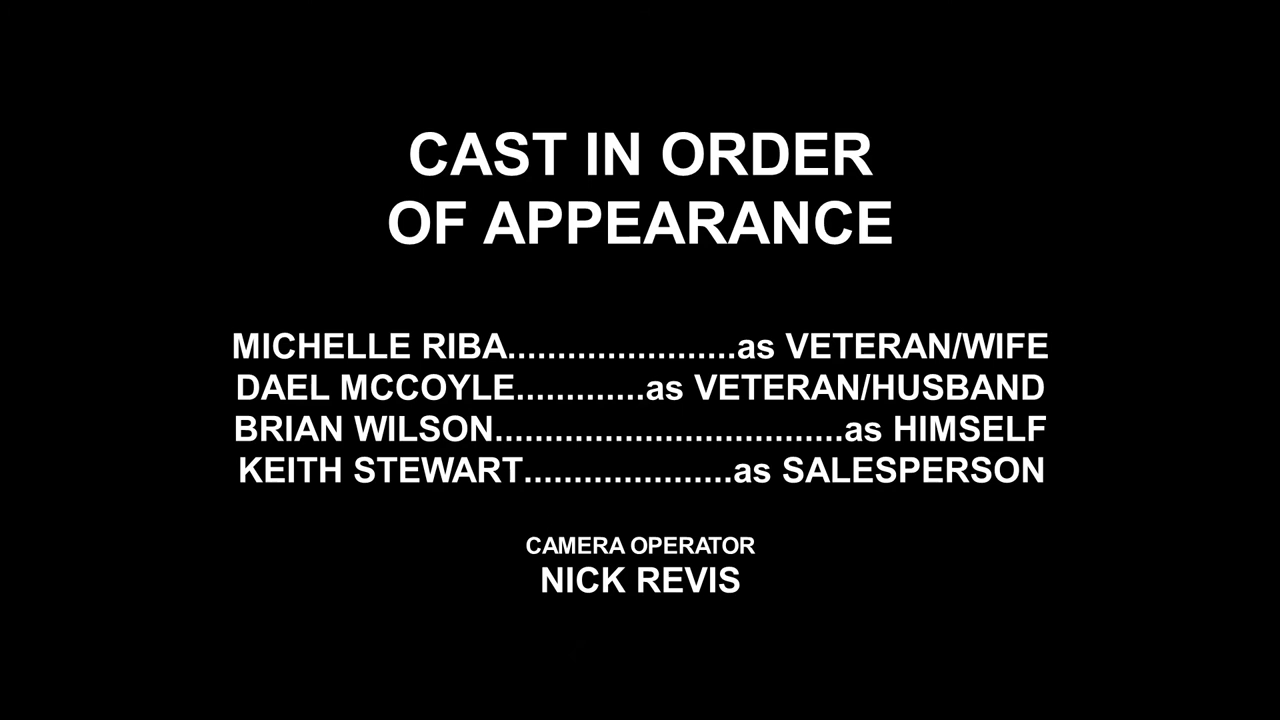 CAST IN ORDER
OF APPEARANCE
MICHELLE RIBA.......................as VETERAN/WIFE
DAEL MCCOYLE.............as VETERAN/HUSBAND
BRIAN WILSON...................................as HIMSELF
KEITH STEWART.....................as SALESPERSON
CAMERA OPERATOR
NICK REVIS